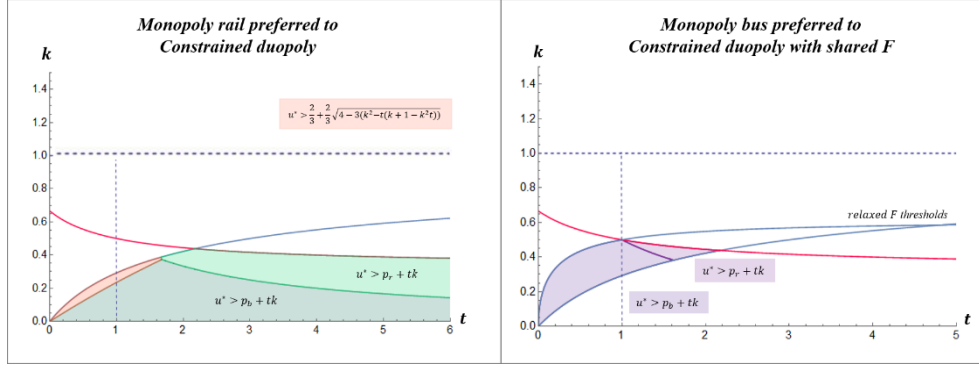 Monopoly rail preferred to
Constrained duopoly
k
1.4
1.2
1.0
0.8
0.6
0.4
0.2
0.0
0
1
2
3
4
5
6
t
u* > 2/3 + 2/3 √4 − 3(k² − t(k + 1 − k²t))
u* > p_r + tk
u* > p_b + tk
Monopoly bus preferred to
Constrained duopoly with shared F
k
1.4
1.2
1.0
0.8
0.6
0.4
0.2
0.0
0
1
2
3
4
5
t
relaxed F thresholds
u* > p_r + tk
u* > p_b + tk